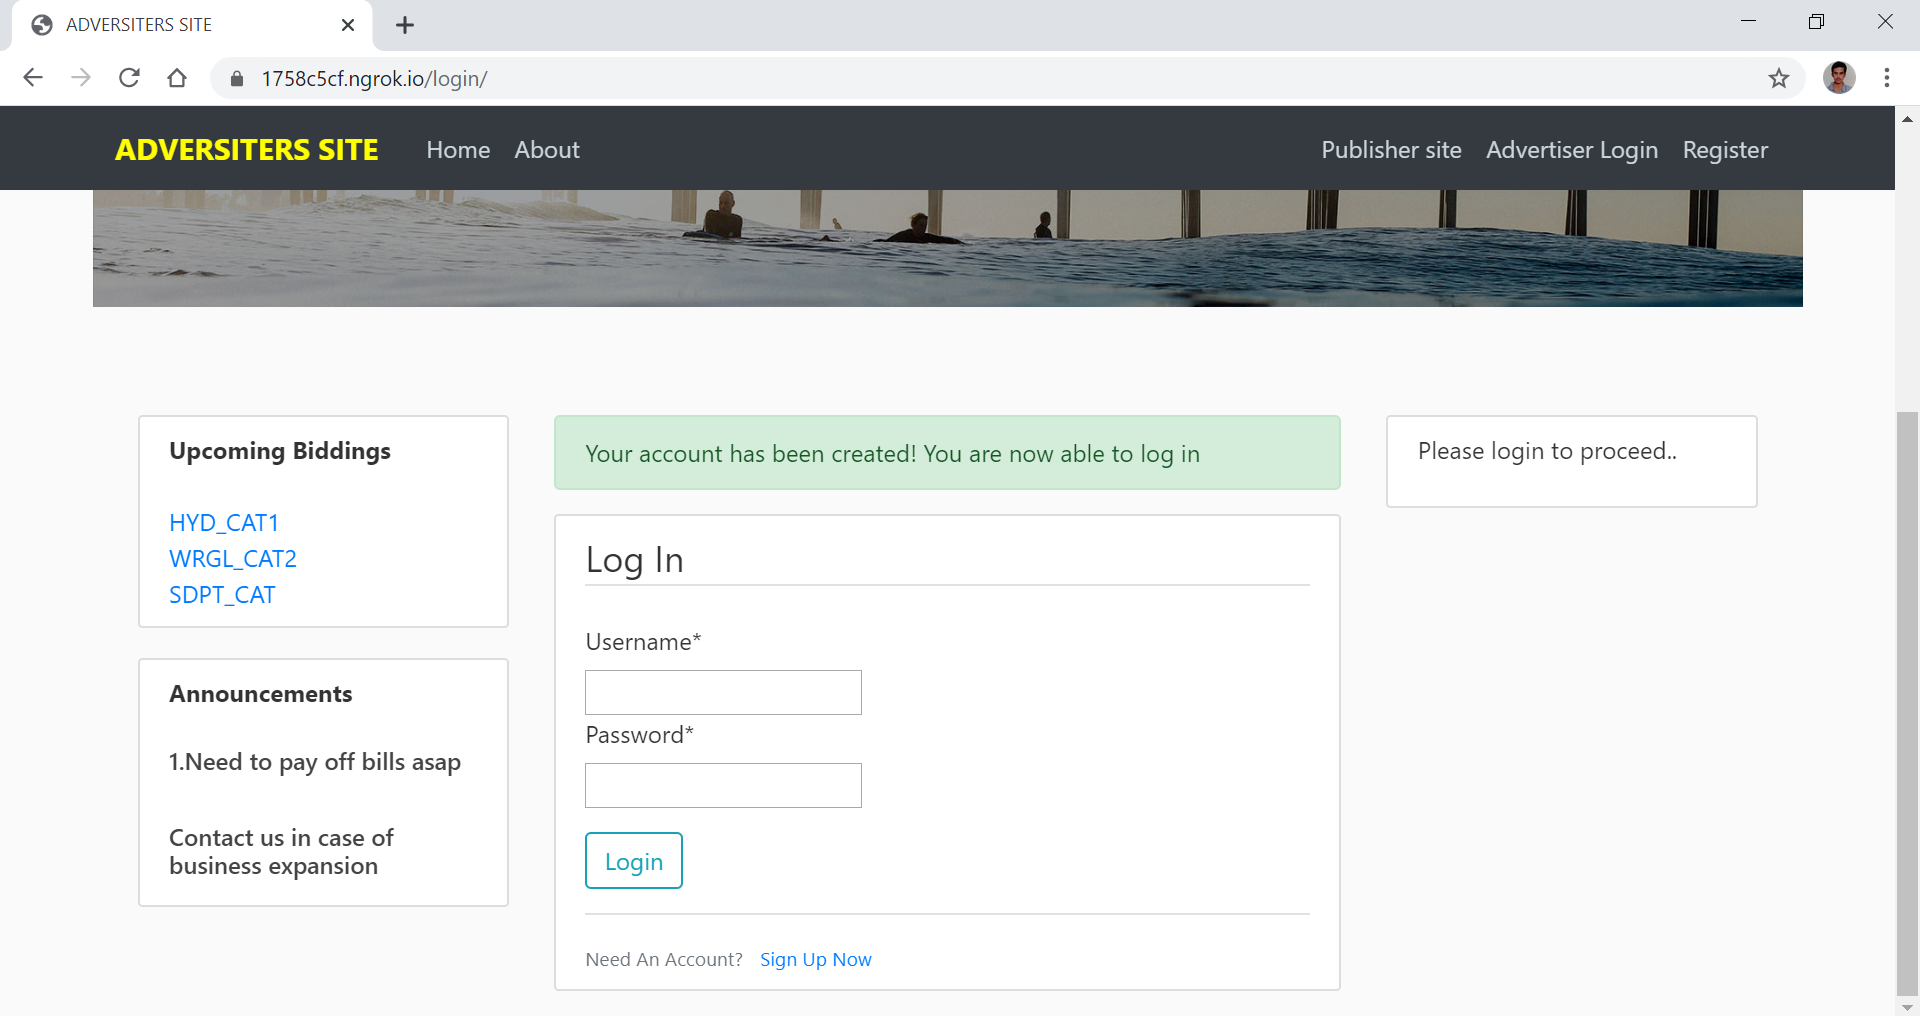 ADVERSITERS SITE
1758c5cf.ngrok.io/login/
ADVERSITERS SITE Home About Publisher site Advertiser Login Register
Upcoming Biddings
HYD_CAT1
WRGL_CAT2
SDPT_CAT
Announcements
1.Need to pay off bills asap
Contact us in case of
business expansion
Your account has been created! You are now able to log in
Log In
Username*
Password*
Login
Need An Account? Sign Up Now
Please login to proceed..